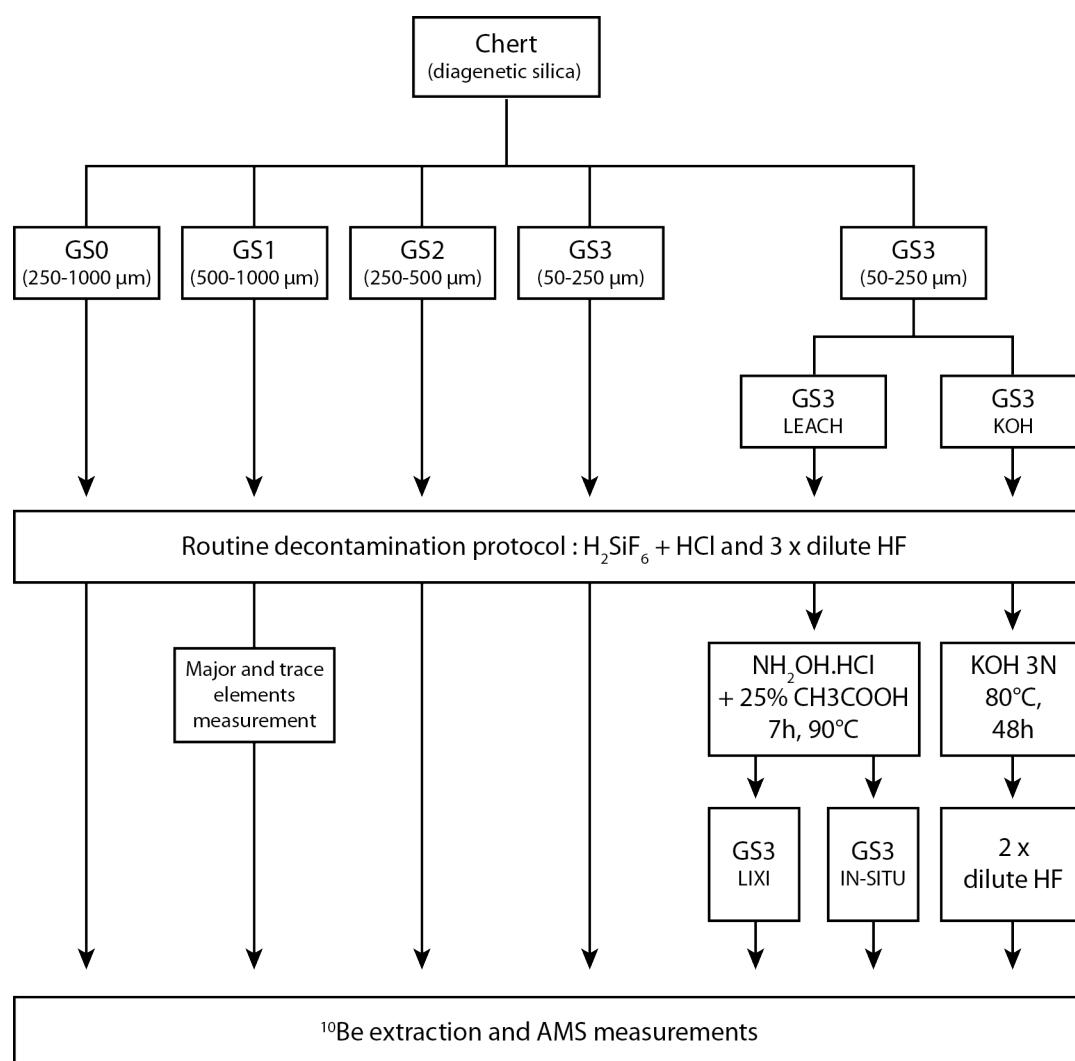 Chert
(diagenetic silica)
GS0
(250-1000 µm)
GS1
(500-1000 µm)
GS2
(250-500 µm)
GS3
(50-250 µm)
GS3
(50-250 µm)
GS3
LEACH
GS3
KOH
Routine decontamination protocol : H₂SiF₆ + HCl and 3 x dilute HF
Major and trace
elements
measurement
NH₂OH.HCl
+ 25% CH3COOH
7h, 90°C
KOH 3N
80°C,
48h
GS3
LIXI
GS3
IN-SITU
2 x
dilute HF
¹⁰Be extraction and AMS measurements